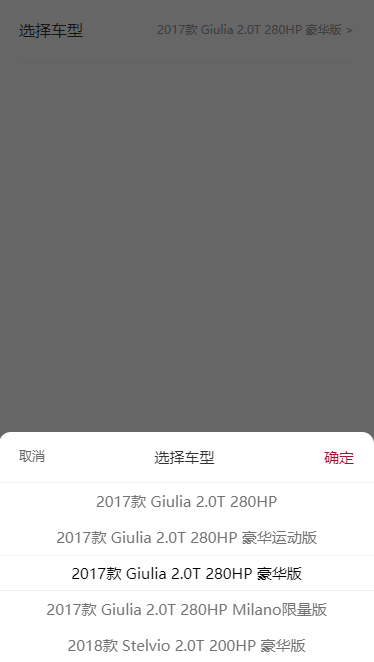 选择车型 2017款 Giulia 2.0T 280HP 豪华版 >
取消 选择车型 确定
2017款 Giulia 2.0T 280HP
2017款 Giulia 2.0T 280HP 豪华运动版
2017款 Giulia 2.0T 280HP 豪华版
2017款 Giulia 2.0T 280HP Milano限量版
2018款 Stelvio 2.0T 200HP 豪华版